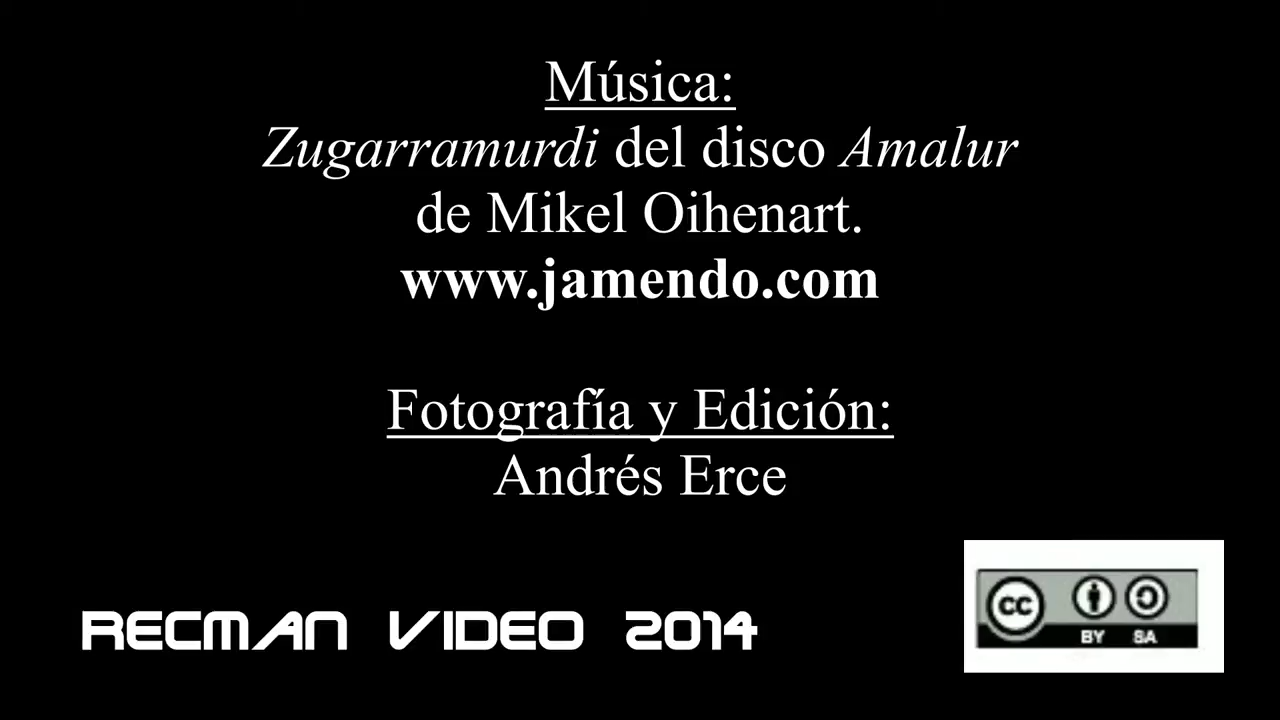 Música:
Zugarramurdi del disco Amalur
de Mikel Oihenart.
www.jamendo.com
Fotografía y Edición:
Andrés Erce
RECMAN VIDEO 2014
CC
BY SA